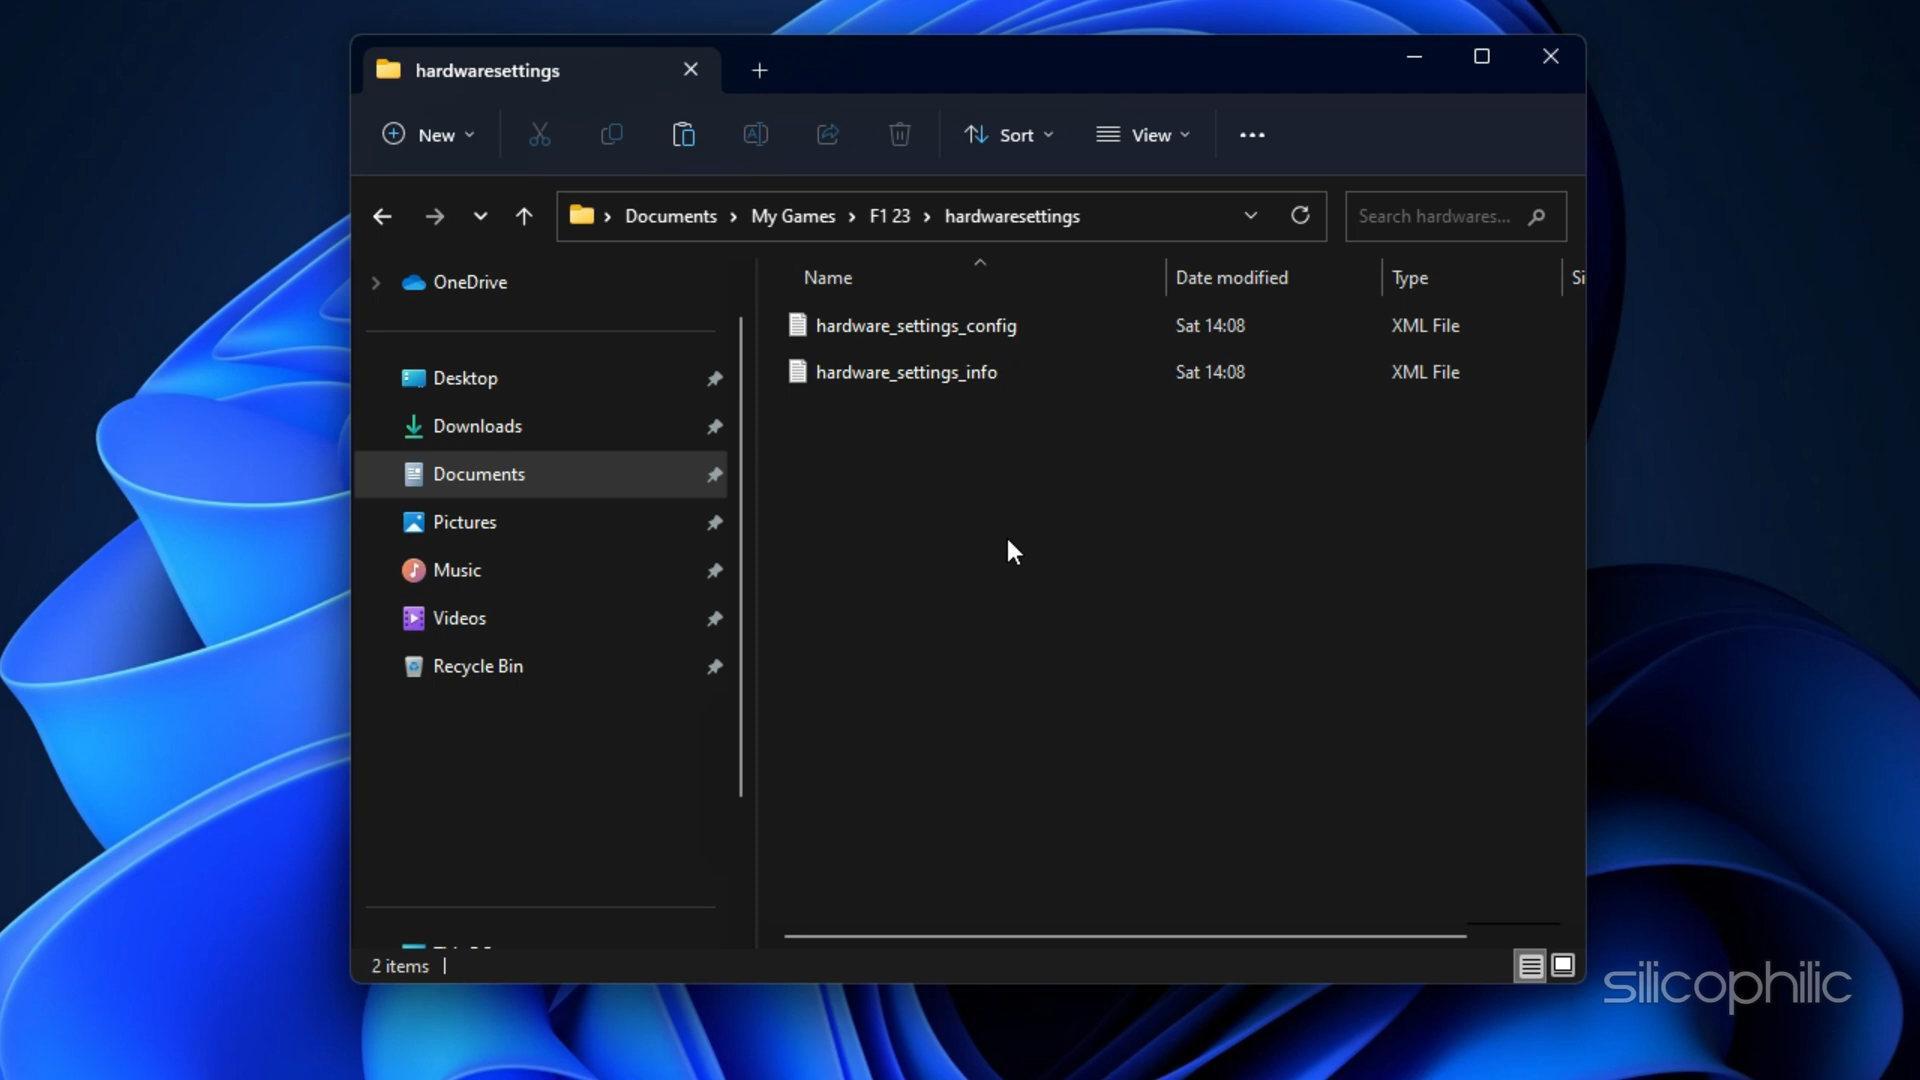 hardwaresettings
New
Sort
View
Documents
My Games
F1 23
hardwaresettings
Search hardwares...
OneDrive
Desktop
Downloads
Documents
Pictures
Music
Videos
Recycle Bin
Name
Date modified
Type
Si
hardware_settings_config
Sat 14:08
XML File
hardware_settings_info
Sat 14:08
XML File
2 items
silicophilic